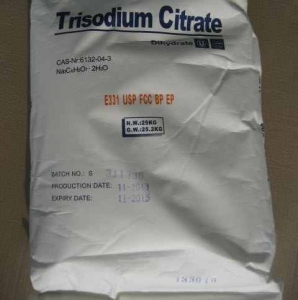 Trisodium Citrate
Dihydrate
CAS-Nr:6132-04-3
Na₃C₆H₅O₇· 2H₂O
E331 USP FCC BP EP
N.W.:25KG
G.W.:25.2KG
BATCH NO.: B
PRODUCTION DATE:
EXPIRY DATE: